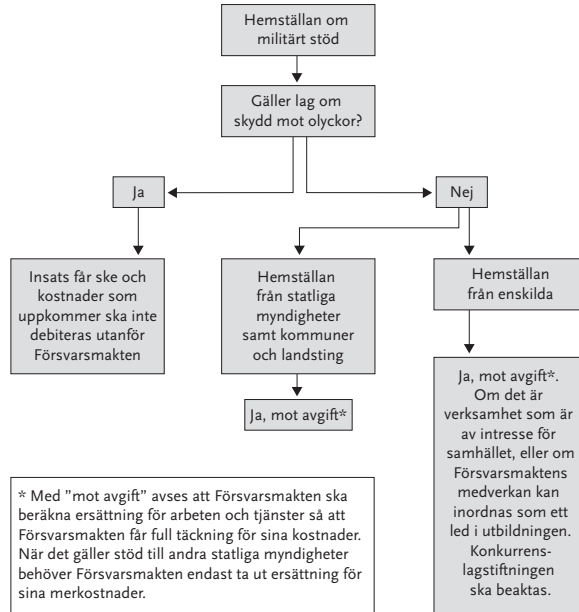 Hemställan om
militärt stöd
Gäller lag om
skydd mot olyckor?
Ja
Nej
Insats får ske och
kostnader som
uppkommer ska inte
debiteras utanför
Försvarsmakten
Hemställan
från statliga
myndigheter
samt kommuner
och landsting
Hemställan
från enskilda
Ja, mot avgift*
Ja, mot avgift*.
Om det är
verksamhet som är
av intresse för
samhället, eller om
Försvarsmaktens
medverkan kan
inordnas som ett
led i utbildningen.
Konkurrens-
lagstiftningen
ska beaktas.
* Med ”mot avgift” avses att Försvarsmakten ska
beräkna ersättning för arbeten och tjänster så att
Försvarsmakten får full täckning för sina kostnader.
När det gäller stöd till andra statliga myndigheter
behöver Försvarsmakten endast ta ut ersättning för
sina merkostnader.